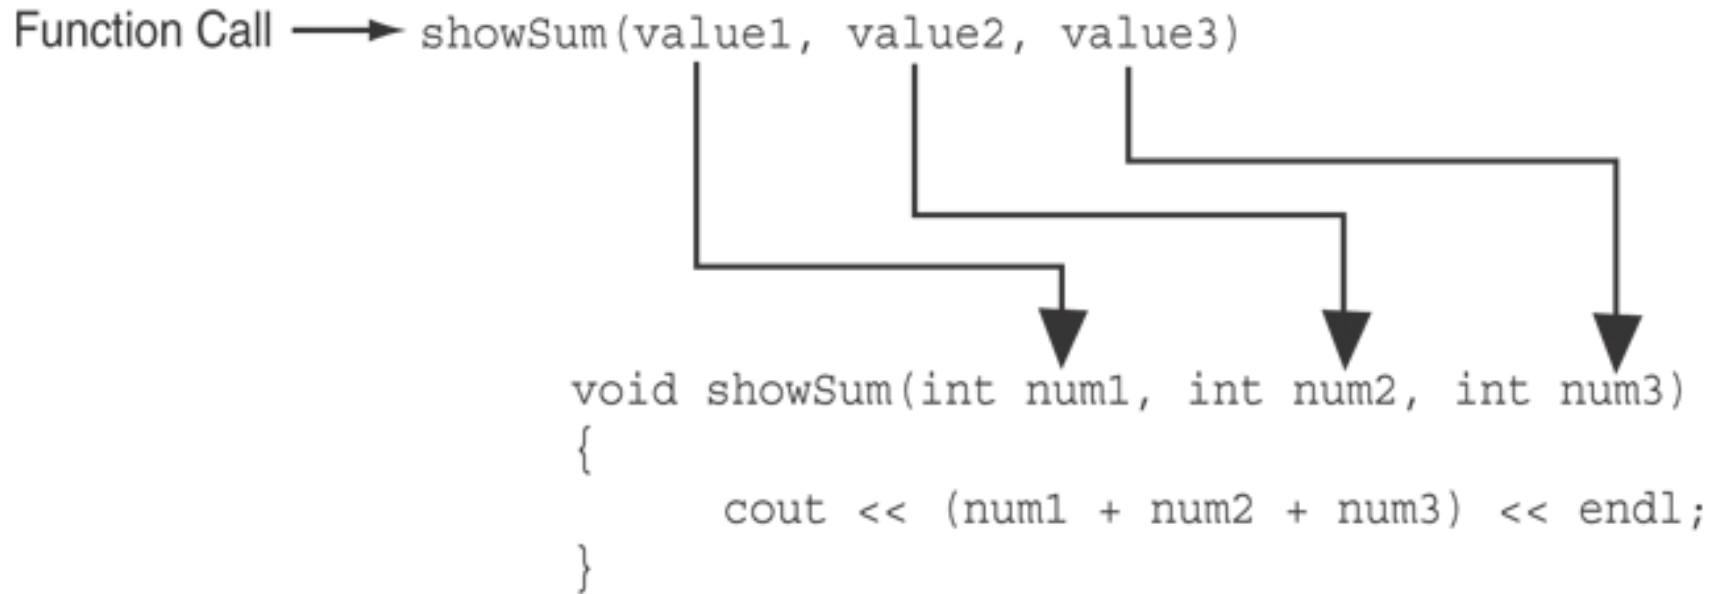 Function Call showSum(value1, value2, value3)
void showSum(int num1, int num2, int num3)
{
cout << (num1 + num2 + num3) << endl;
}